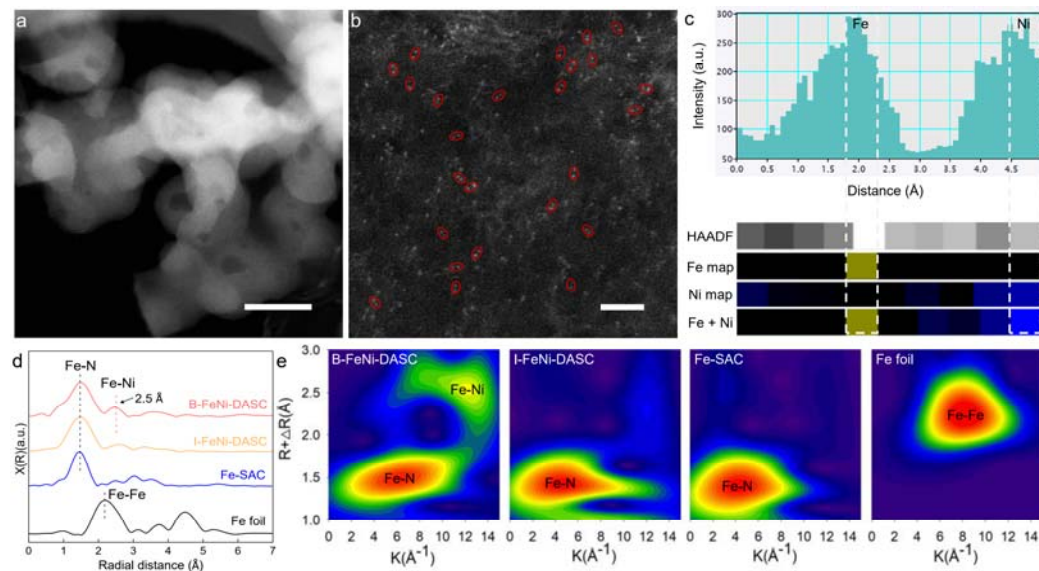 a
b
c
Fe
Ni
300
250
200
150
100
50
Intensity (a.u.)
0.0 0.5 1.0 1.5 2.0 2.5 3.0 3.5 4.0 4.5
Distance (Å)
HAADF
Fe map
Ni map
Fe + Ni
d
Fe-N
Fe-Ni
2.5 Å
B-FeNi-DASC
I-FeNi-DASC
Fe-SAC
Fe-Fe
Fe foil
X(R)(a.u.)
0 1 2 3 4 5 6 7
Radial distance (Å)
e
B-FeNi-DASC
I-FeNi-DASC
Fe-SAC
Fe foil
3.0
2.5
2.0
1.5
1.0
R+ΔR(Å)
Fe-Ni
Fe-N
Fe-N
Fe-N
Fe-Fe
0 2 4 6 8 10 12 14
0 2 4 6 8 10 12 14
0 2 4 6 8 10 12 14
0 2 4 6 8 10 12 14
K(Å⁻¹)
K(Å⁻¹)
K(Å⁻¹)
K(Å⁻¹)